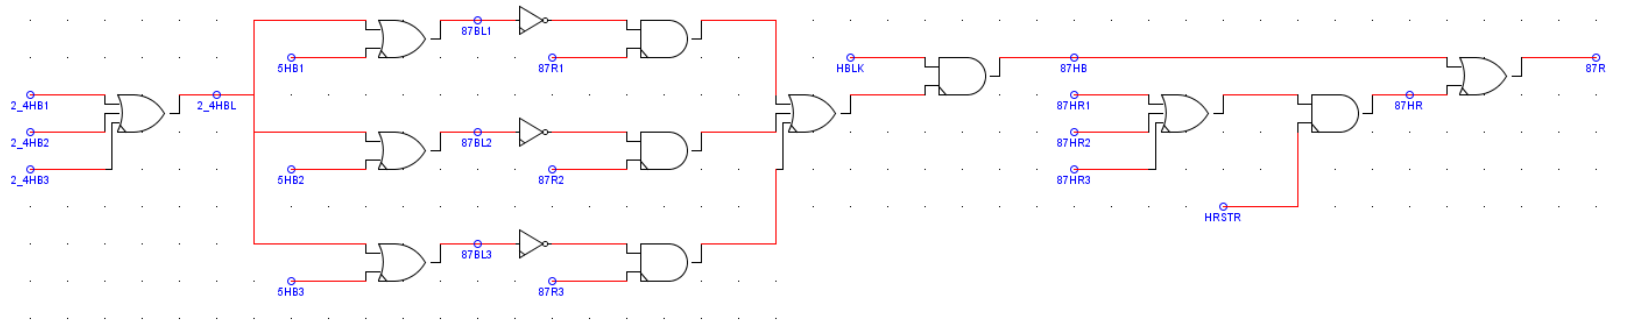 87BL1
5HB1
87R1
HBLK
87HB
87R
2_4HB1
2_4HBL
87HR1
87HR
2_4HB2
87BL2
87HR2
2_4HB3
5HB2
87R2
87HR3
HRSTR
87BL3
5HB3
87R3